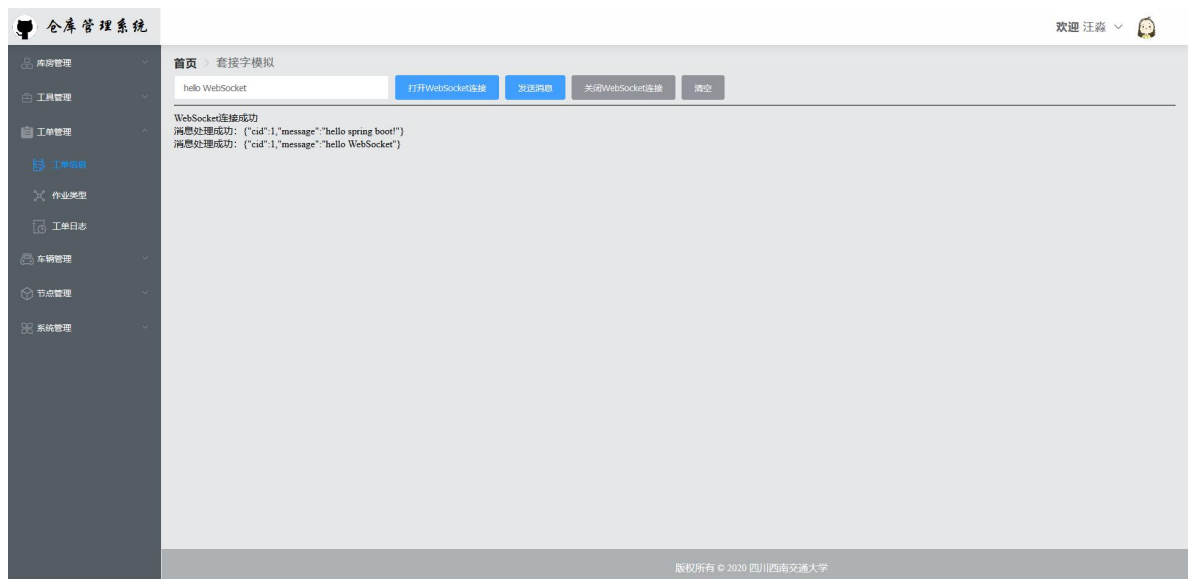 仓库管理系统
欢迎 汪淼
库房管理
工具管理
工单管理
工单信息
作业类型
工单日志
车辆管理
节点管理
系统管理
首页 > 套接字模拟
hello WebSocket 打开WebSocket连接 发送消息 关闭WebSocket连接 清空
WebSocket连接成功
消息处理成功：{"cid":1,"message":"hello spring boot!"}
消息处理成功：{"cid":1,"message":"hello WebSocket"}
版权所有 © 2020 四川西南交通大学